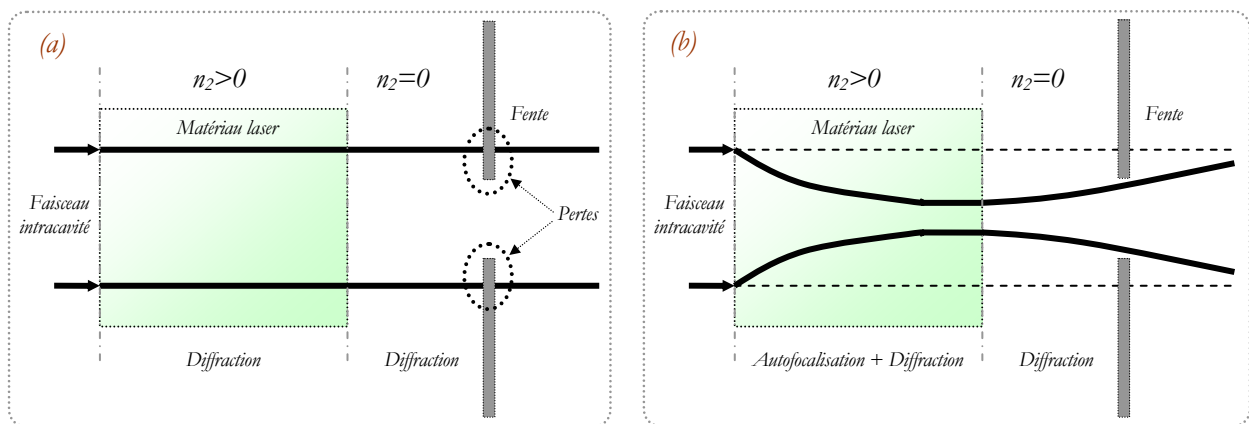 (a)
n₂>0
n₂=0
Fente
Matériau laser
Faisceau
intracavité
Pertes
Diffraction
Diffraction
(b)
n₂>0
n₂=0
Fente
Matériau laser
Faisceau
intracavité
Autofocalisation + Diffraction
Diffraction